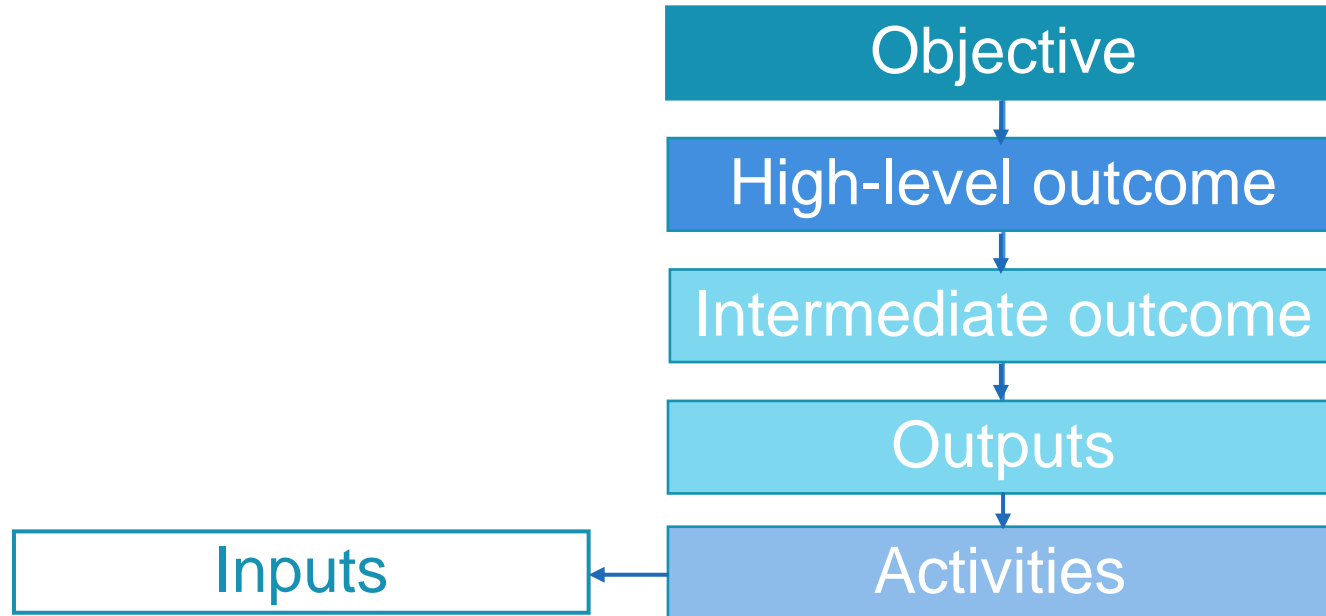 Objective
High-level outcome
Intermediate outcome
Outputs
Inputs
Activities